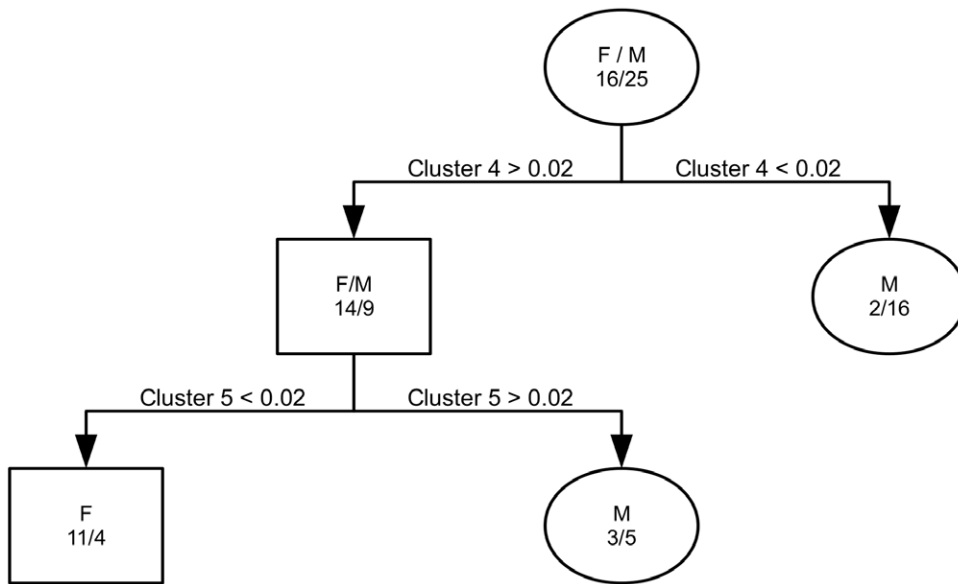 F / M
16/25
Cluster 4 > 0.02
Cluster 4 < 0.02
F/M
14/9
M
2/16
Cluster 5 < 0.02
Cluster 5 > 0.02
F
11/4
M
3/5